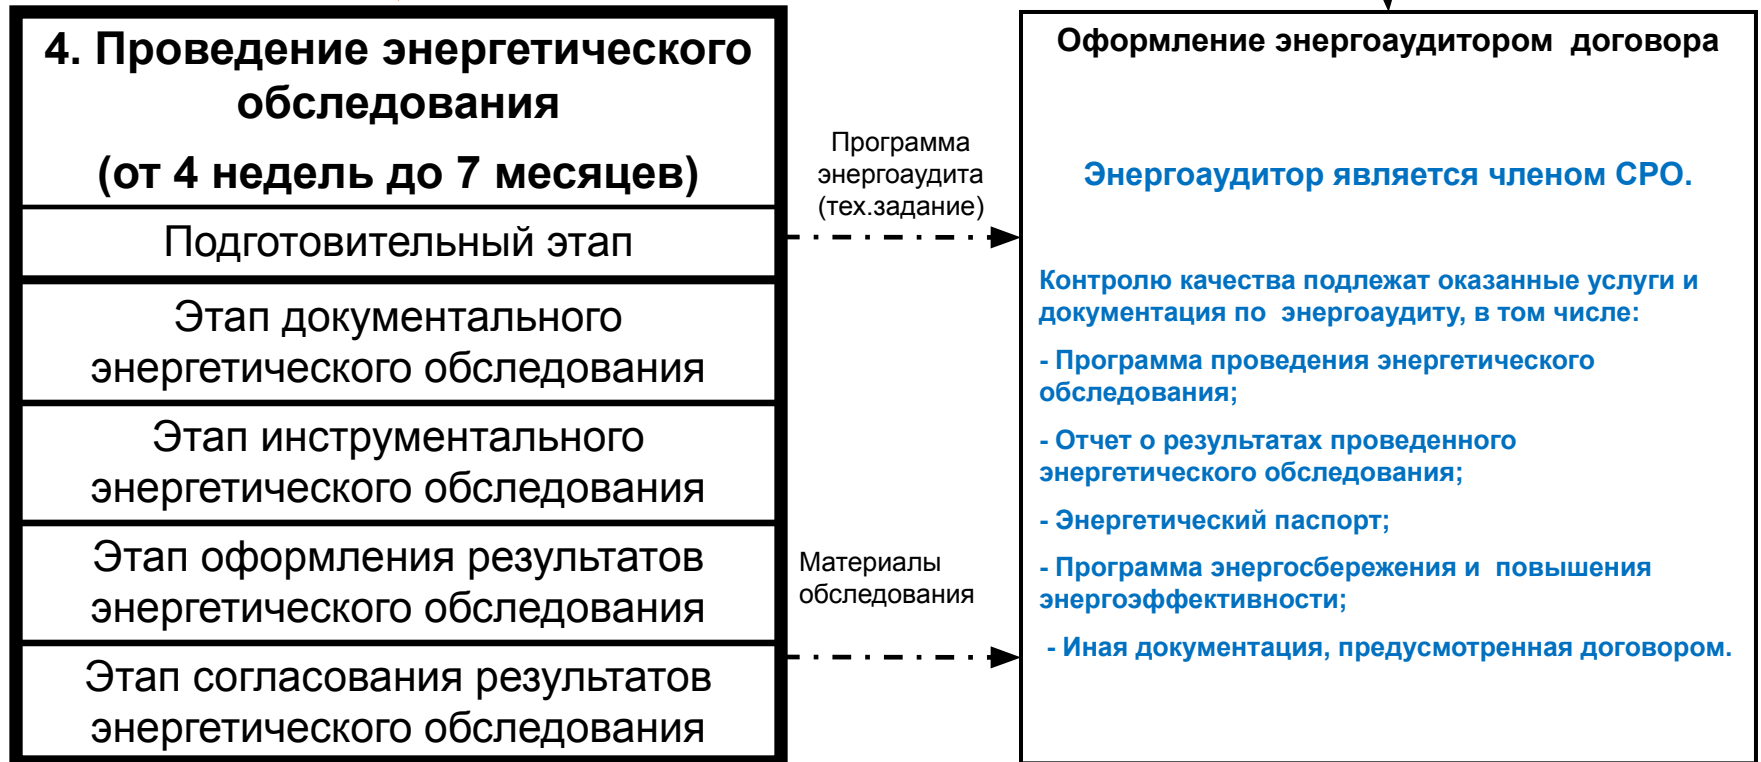 4. Проведение энергетического
обследования
(от 4 недель до 7 месяцев)
Подготовительный этап
Этап документального
энергетического обследования
Этап инструментального
энергетического обследования
Этап оформления результатов
энергетического обследования
Этап согласования результатов
энергетического обследования
Программа
энергоаудита
(тех.задание)
Материалы
обследования
Оформление энергоаудитором договора
Энергоаудитор является членом СРО.
Контролю качества подлежат оказанные услуги и
документация по энергоаудиту, в том числе:
- Программа проведения энергетического
обследования;
- Отчет о результатах проведенного
энергетического обследования;
- Энергетический паспорт;
- Программа энергосбережения и повышения
энергоэффективности;
- Иная документация, предусмотренная договором.